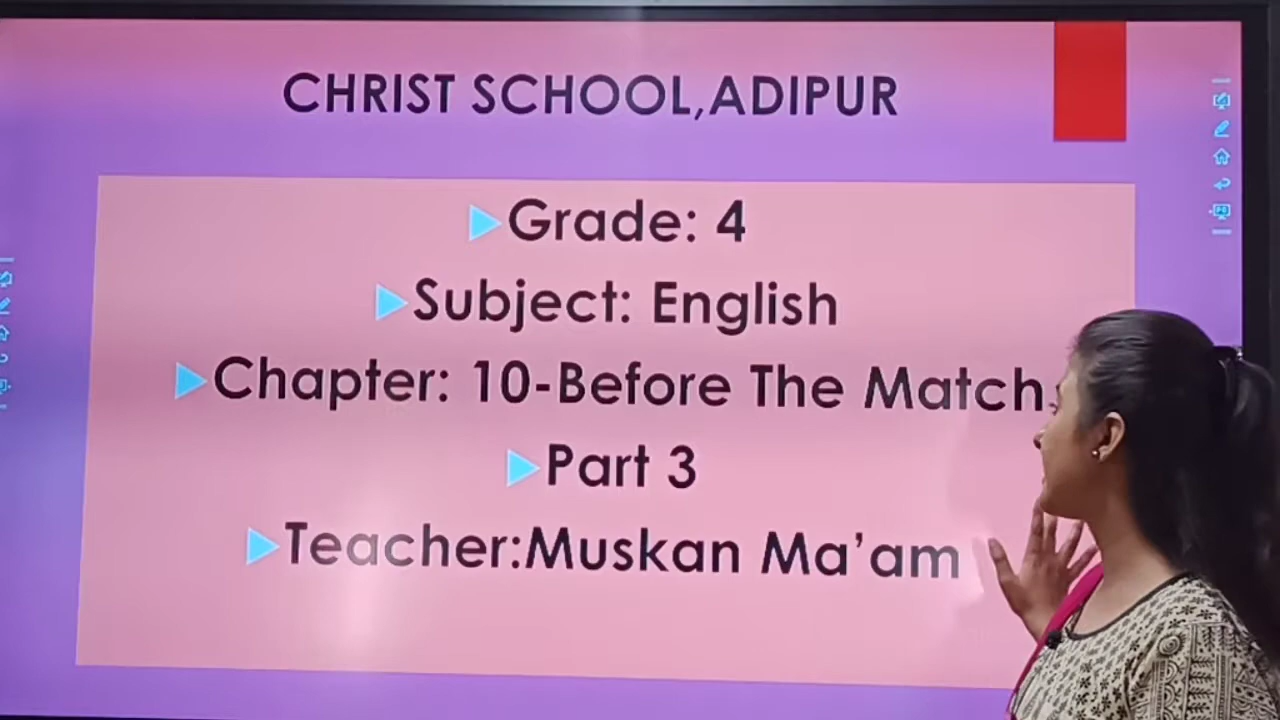 CHRIST SCHOOL,ADIPUR
Grade: 4
Subject: English
Chapter: 10-Before The Match.
Part 3
Teacher:Muskan Ma’am